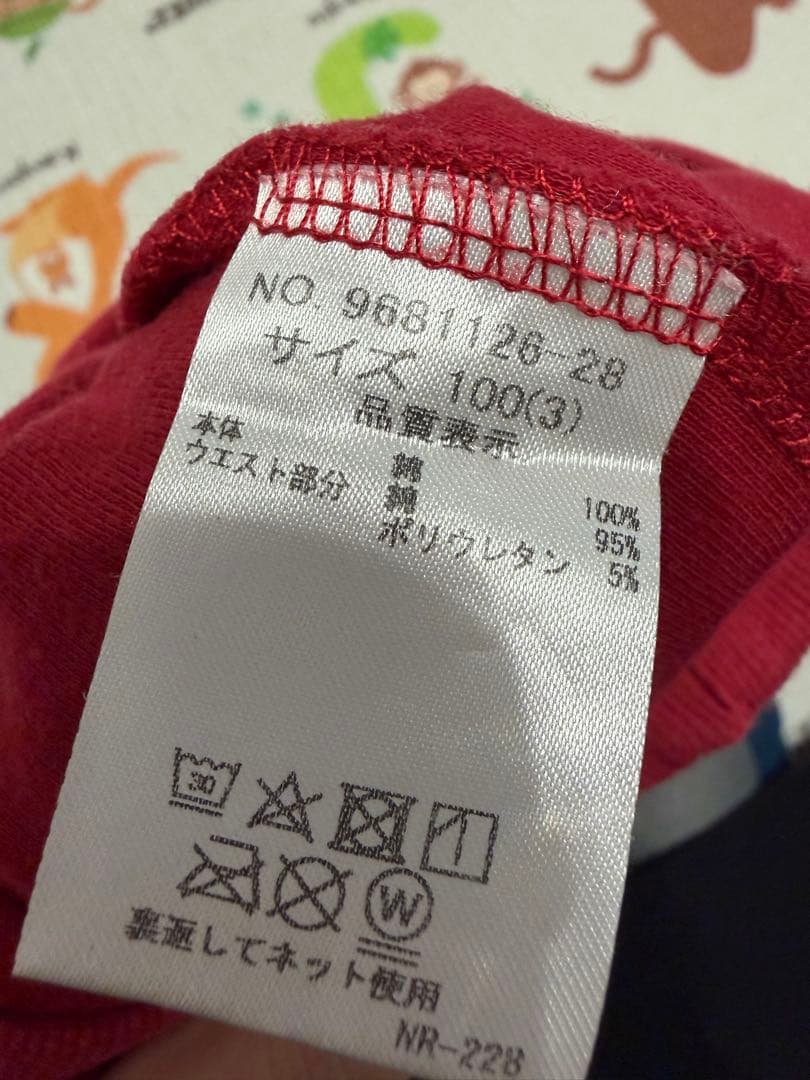 NO. 9681126-28
サイズ 100(3)
品質表示
本体 綿 100%
ウエスト部分 綿 95%
ポリウレタン 5%
30
W
裏返してネット使用
NR-228